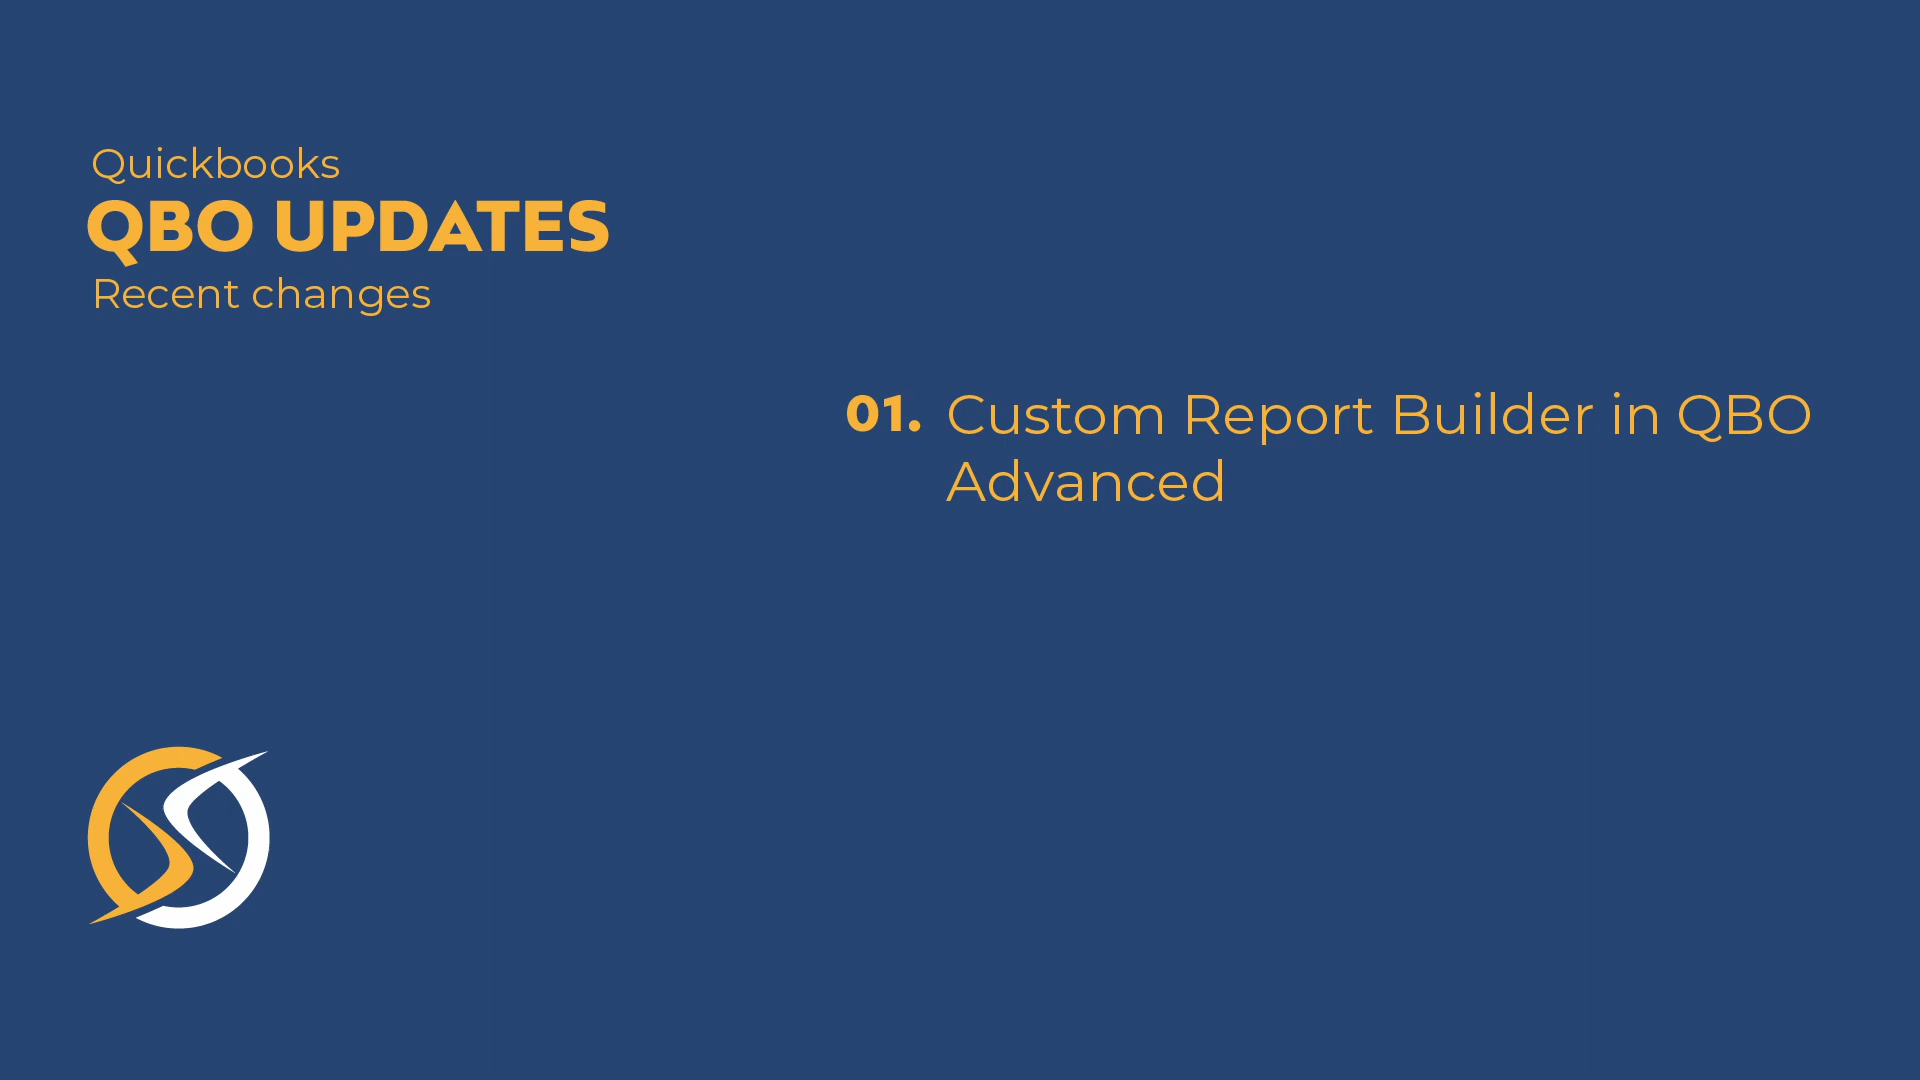 Quickbooks
QBO UPDATES
Recent changes
01. Custom Report Builder in QBO
Advanced